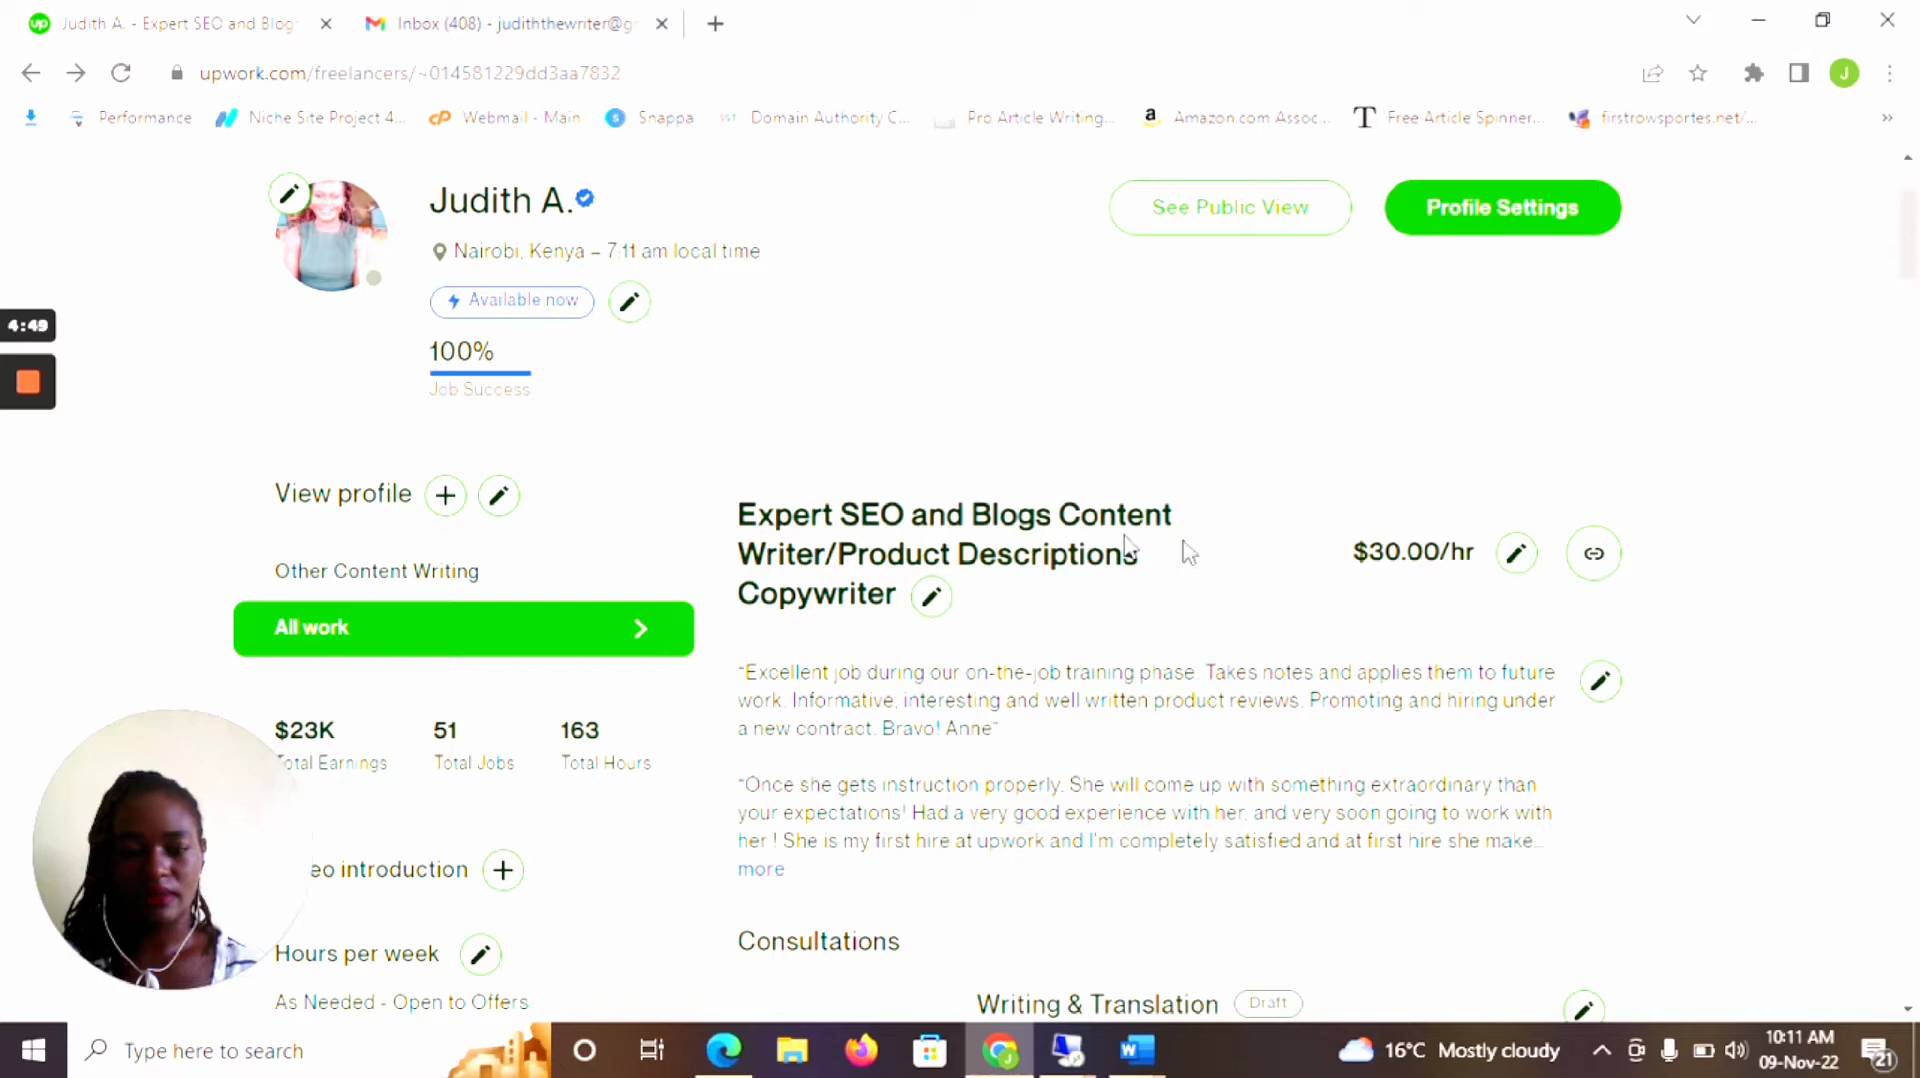 Judith A. - Expert SEO and Blog
Inbox (408) - judiththewriter@g
upwork.com/freelancers/~014581229dd3aa7832
Performance
Niche Site Project 4...
Webmail - Main
Snappa
Domain Authority C...
Pro Article Writing...
Amazon.com Assoc...
Free Article Spinner...
firstrowsportes.net/...
Judith A.
See Public View
Profile Settings
Nairobi, Kenya – 7:11 am local time
Available now
4:49
100%
Job Success
View profile
Expert SEO and Blogs Content
Writer/Product Descriptions
Copywriter
$30.00/hr
Other Content Writing
All work
"Excellent job during our on-the-job training phase. Takes notes and applies them to future
work. Informative, interesting and well written product reviews. Promoting and hiring under
a new contract. Bravo! Anne"
$23K
51
163
Total Earnings
Total Jobs
Total Hours
"Once she gets instruction properly. She will come up with something extraordinary than
your expectations! Had a very good experience with her, and very soon going to work with
her ! She is my first hire at upwork and I'm completely satisfied and at first hire she make...
more
eo introduction
Consultations
Hours per week
As Needed - Open to Offers
Writing & Translation
Draft
Type here to search
16°C Mostly cloudy
10:11 AM
09-Nov-22
21